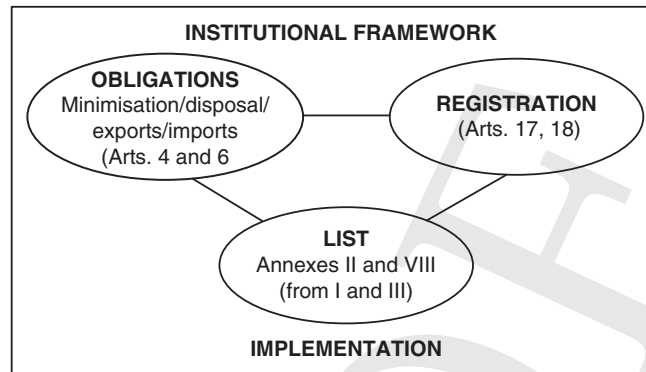 INSTITUTIONAL FRAMEWORK
OBLIGATIONS
Minimisation/disposal/
exports/imports
(Arts. 4 and 6
REGISTRATION
(Arts. 17, 18)
LIST
Annexes II and VIII
(from I and III)
IMPLEMENTATION